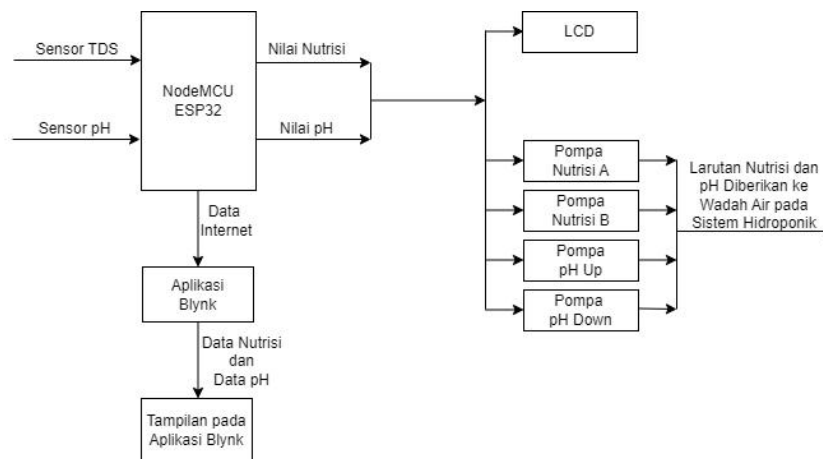 Sensor TDS
Sensor pH
NodeMCU
ESP32
Nilai Nutrisi
Nilai pH
LCD
Pompa
Nutrisi A
Pompa
Nutrisi B
Pompa
pH Up
Pompa
pH Down
Larutan Nutrisi dan
pH Diberikan ke
Wadah Air pada
Sistem Hidroponik
Data
Internet
Aplikasi
Blynk
Data Nutrisi
dan
Data pH
Tampilan pada
Aplikasi Blynk